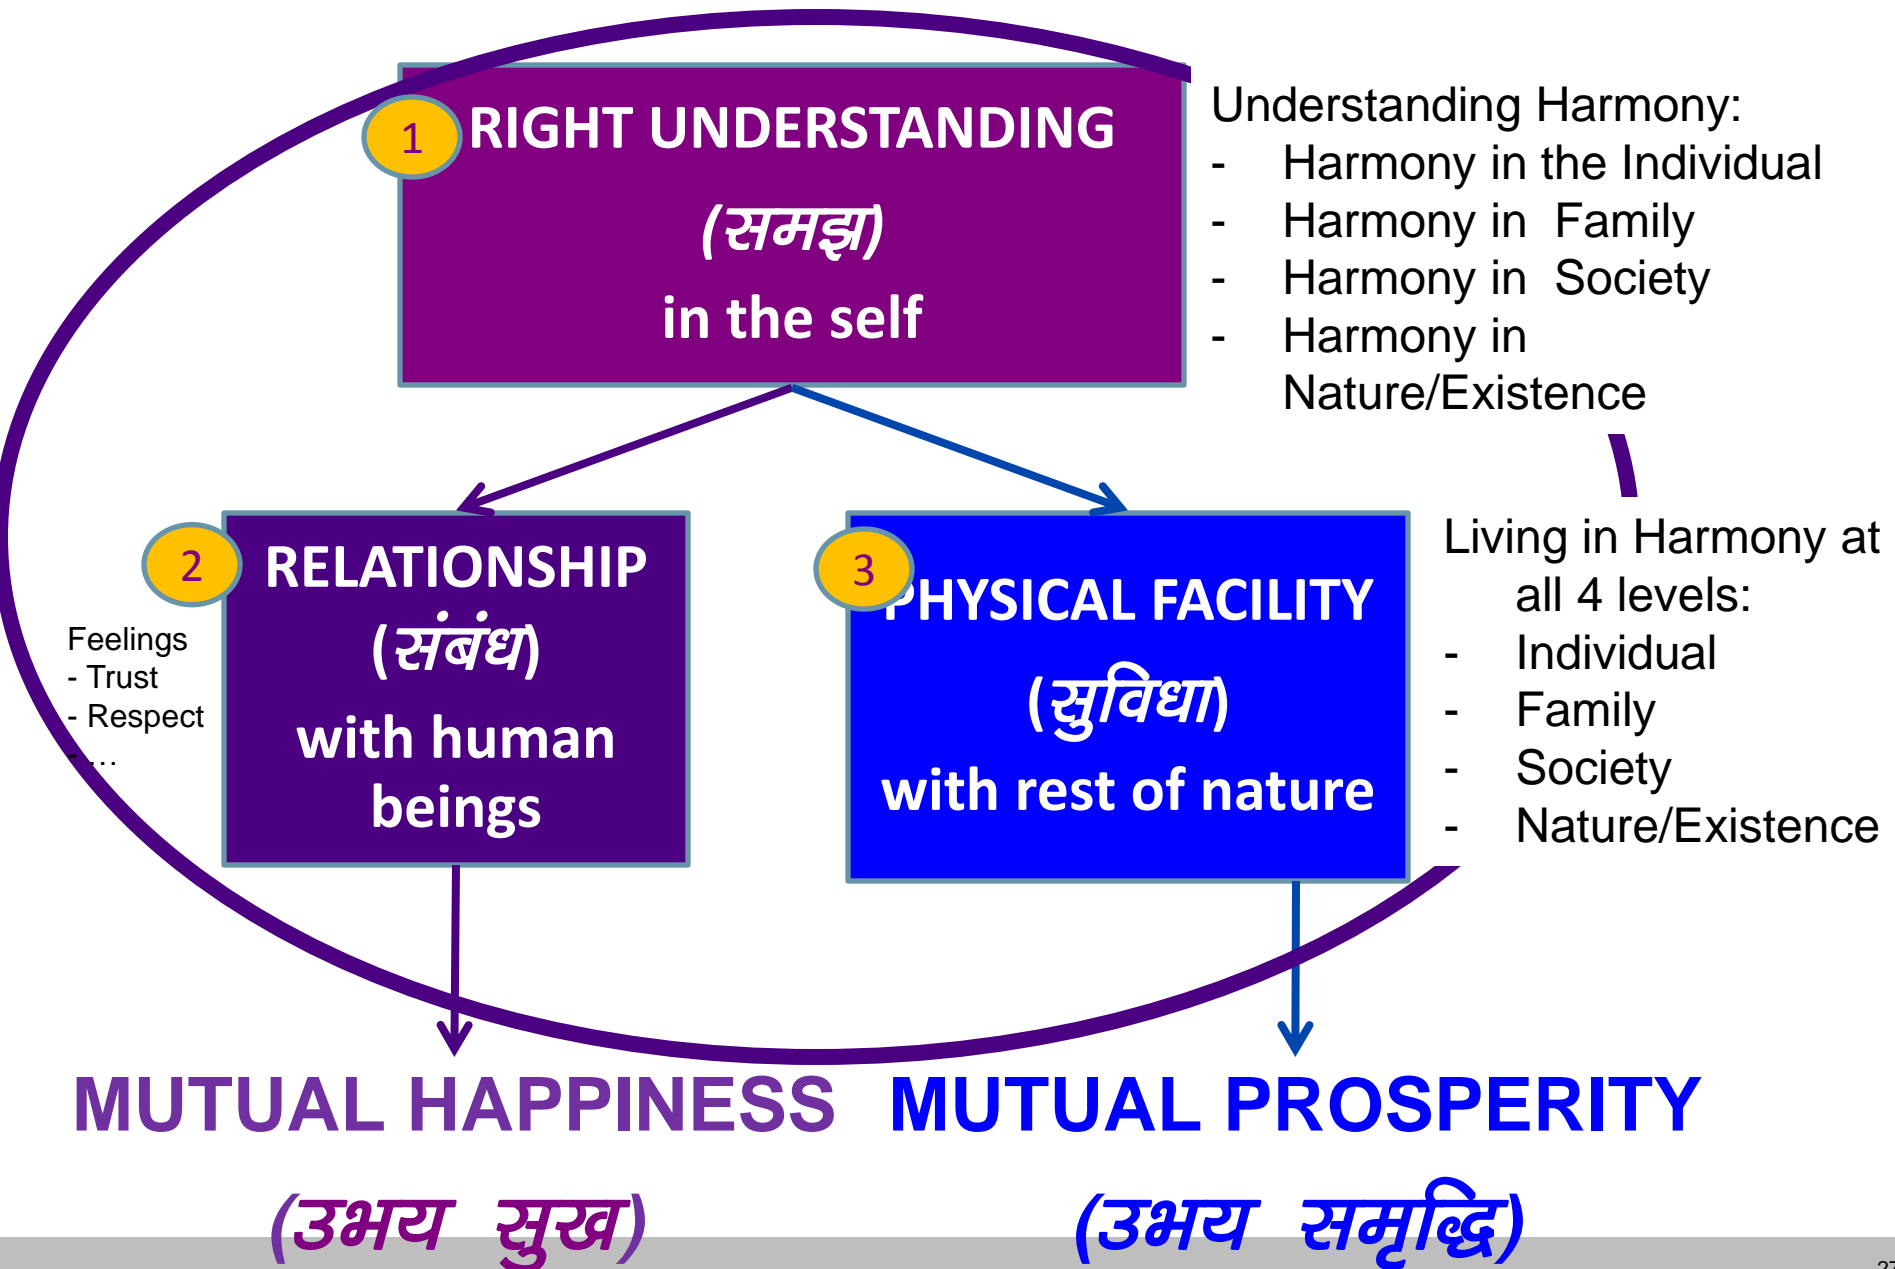 1
RIGHT UNDERSTANDING
(समझ)
in the self
Understanding Harmony:
- Harmony in the Individual
- Harmony in Family
- Harmony in Society
- Harmony in
Nature/Existence
2
RELATIONSHIP
(संबंध)
with human
beings
Feelings
- Trust
- Respect
- ...
3
PHYSICAL FACILITY
(सुविधा)
with rest of nature
Living in Harmony at
all 4 levels:
- Individual
- Family
- Society
- Nature/Existence
MUTUAL HAPPINESS
(उभय सुख)
MUTUAL PROSPERITY
(उभय समृद्धि)
27